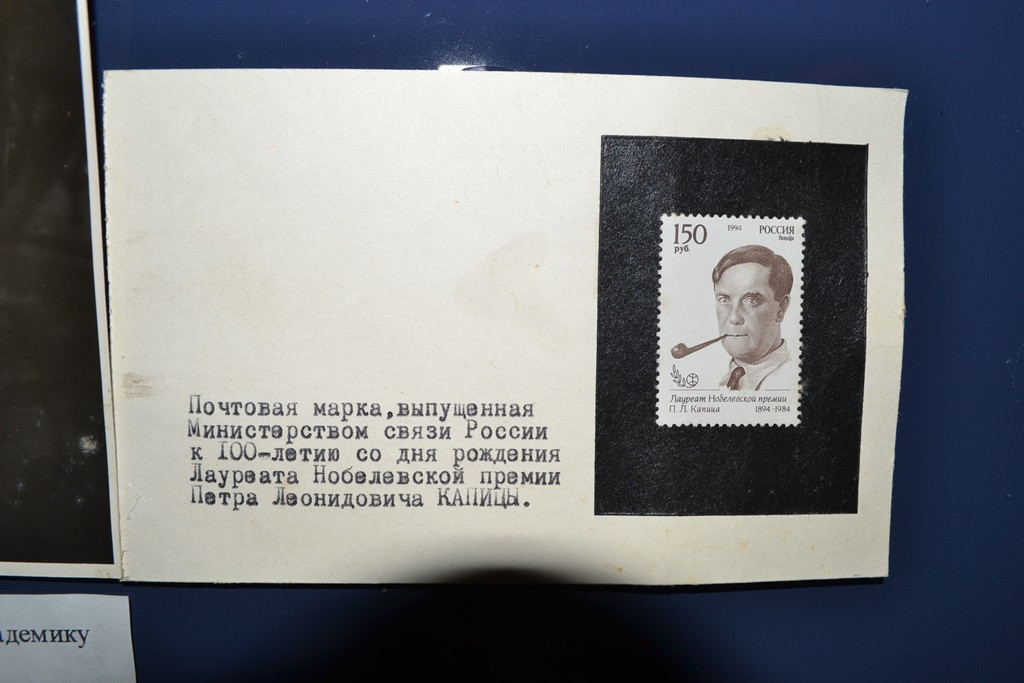 Почтовая марка, выпущенная
Министерством связи России
к 100-летию со дня рождения
Лауреата Нобелевской премии
Петра Леонидовича КАПИЦЫ.
150 1994 РОССИЯ
руб.
Лауреат Нобелевской премии
П. Л. Капица 1894-1984